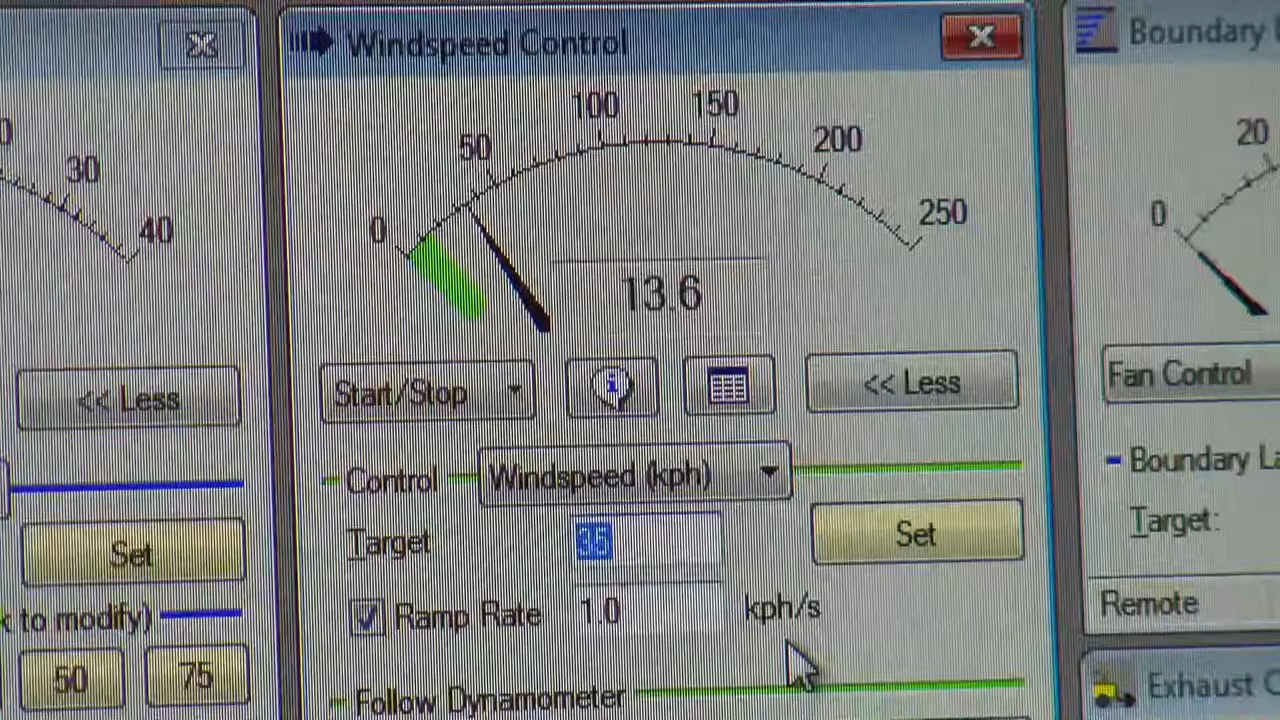 Windspeed Control
Boundary
0
50
100
150
200
250
13.6
30
40
0
20
Start/Stop
<< Less
<< Less
Fan Control
Control
Windspeed (kph)
Target
35
Set
Ramp Rate
1.0
kph/s
Follow Dynamometer
Set
to modify)
50
75
Boundary
Target:
Remote
Exhaust